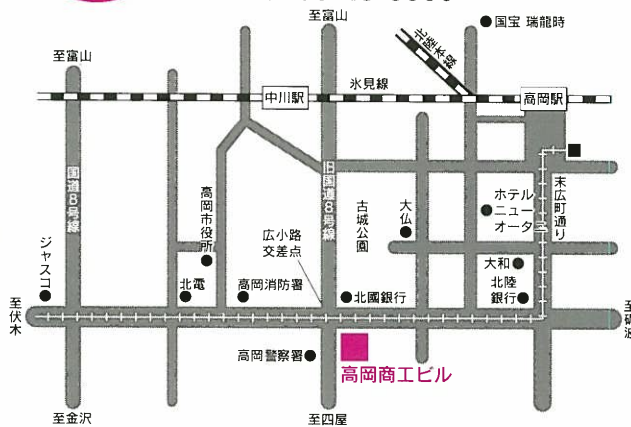 至富山
国宝 瑞龍時
至富山
北陸本線
氷見線
中川駅
高岡駅
国道8号線
旧国道8号線
末広町通り
高岡市役所
古城公園
大仏
ホテル
ニュー
オータニ
広小路
交差点
ジャスコ
大和
北電
高岡消防署
北國銀行
北陸
銀行
至伏木
至砺波
高岡警察署
高岡商工ビル
至金沢
至四屋